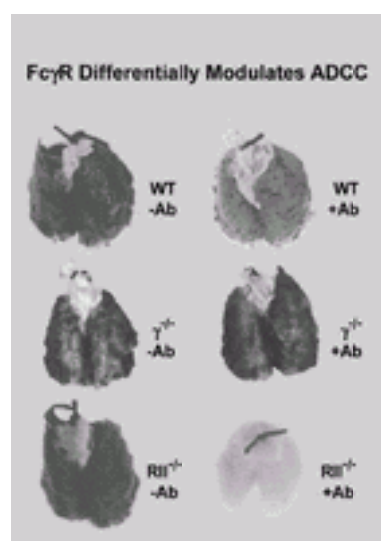 FcγR Differentially Modulates ADCC
WT
-Ab
WT
+Ab
γ-/-
-Ab
γ-/-
+Ab
RII-/-
-Ab
RII-/-
+Ab